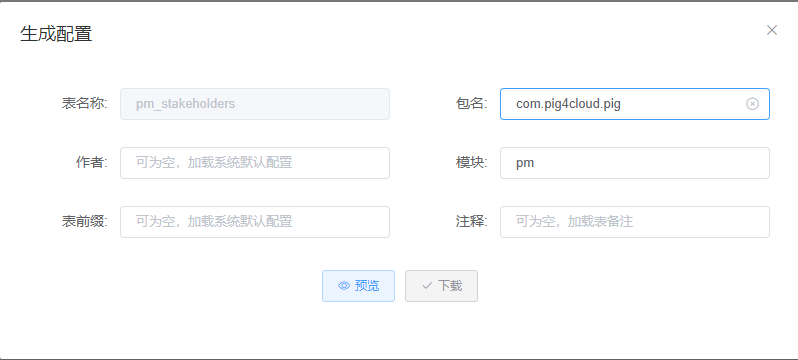 生成配置
表名称: pm_stakeholders 包名: com.pig4cloud.pig
作者: 可为空，加载系统默认配置 模块: pm
表前缀: 可为空，加载系统默认配置 注释: 可为空，加载表备注
预览 下载